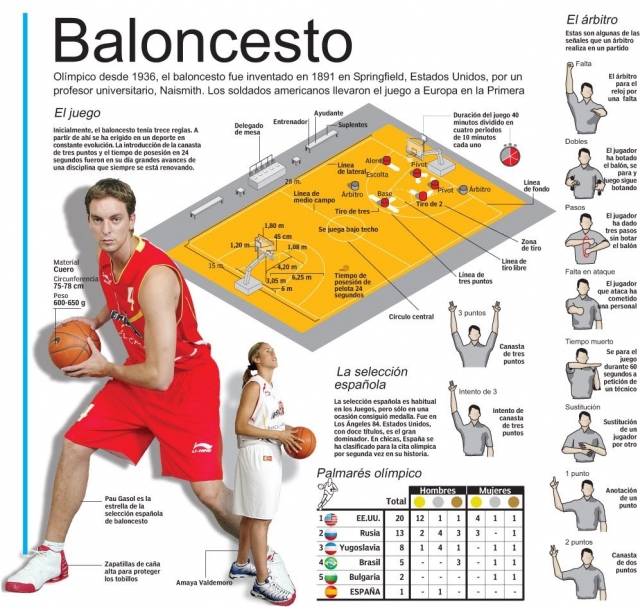 Baloncesto
Olímpico desde 1936, el baloncesto fue inventado en 1891 en Springfield, Estados Unidos, por un
profesor universitario, Naismith. Los soldados americanos llevaron el juego a Europa en la Primera
El juego
Inicialmente, el baloncesto tenía trece reglas. A
partir de ahí se ha erigido en un deporte en
constante evolución. La introducción de la canasta
de tres puntos y el tiempo de posesión en 24
segundos fueron en su día grandes avances de
una disciplina que siempre se está renovando.
Delegado
de mesa
Entrenador
Ayudante
Suplentes
Duración del juego 40
minutos dividido en
cuatro periodos
de 10 minutos
cada uno
28 m.
Línea
de lateral
Línea de
medio campo
Alero
Escolta
Pívot
Árbitro
Base
Pívot
Árbitro
Tiro de tres
Tiro de 2
Línea
de fondo
Se juega bajo techo
Zona
de tiro
Línea de
tiro libre
Línea de
tres puntos
1,80 m
45 cm
1,20 m
1,08 m
15 m.
4,20 m
6,25 m
3,05 m
6 m
Tiempo de
posesión de
pelota 24
segundos
Círculo central
Material
Cuero
Circunferencia
75-78 cm
Peso
600-650 g
4
LI-NING
Pau Gasol es la
estrella de la
selección española
de baloncesto
Zapatillas de caña
alta para proteger
los tobillos
Amaya Valdemoro
La selección
española
La selección española es habitual
en los Juegos, pero sólo en una
ocasión consiguió medalla. Fue en
Los Ángeles 84. Estados Unidos,
con doce títulos, es el gran
dominador. En chicas, España se
ha clasificado para la cita olímpica
por segunda vez en su historia.
Palmarés olímpico
Hombres Mujeres
Total
1 EE.UU. 20 12 1 1 4 1 1
2 Rusia 13 2 4 3 3 - 1
3 Yugoslavia 8 1 4 1 - 1 1
4 Brasil 5 - - 3 - 1 1
5 Bulgaria 2 - - - - 1 1
ESPAÑA 1 - 1 - - - -
El árbitro
Estas son algunas de las
señales que un árbitro
realiza en un partido
Falta
El árbitro
para el
reloj por una
falta
Dobles
El jugador
ha botado
el balón, se
para y
luego sigue
botando
Pasos
El jugador
ha dado
tres pasos
sin botar
el balón
Falta en ataque
El jugador
que ataca ha
cometido
una personal
Tiempo muerto
Se para el
juego
durante 60
segundos a
petición de
un técnico
Sustitución
Sustitución
de un
jugador
por otro
1 punto
Anotación de
un punto
2 puntos
Canasta
de dos
puntos
3 puntos
Canasta
de tres
puntos
Intento de 3
Intento de
canasta
de tres
puntos